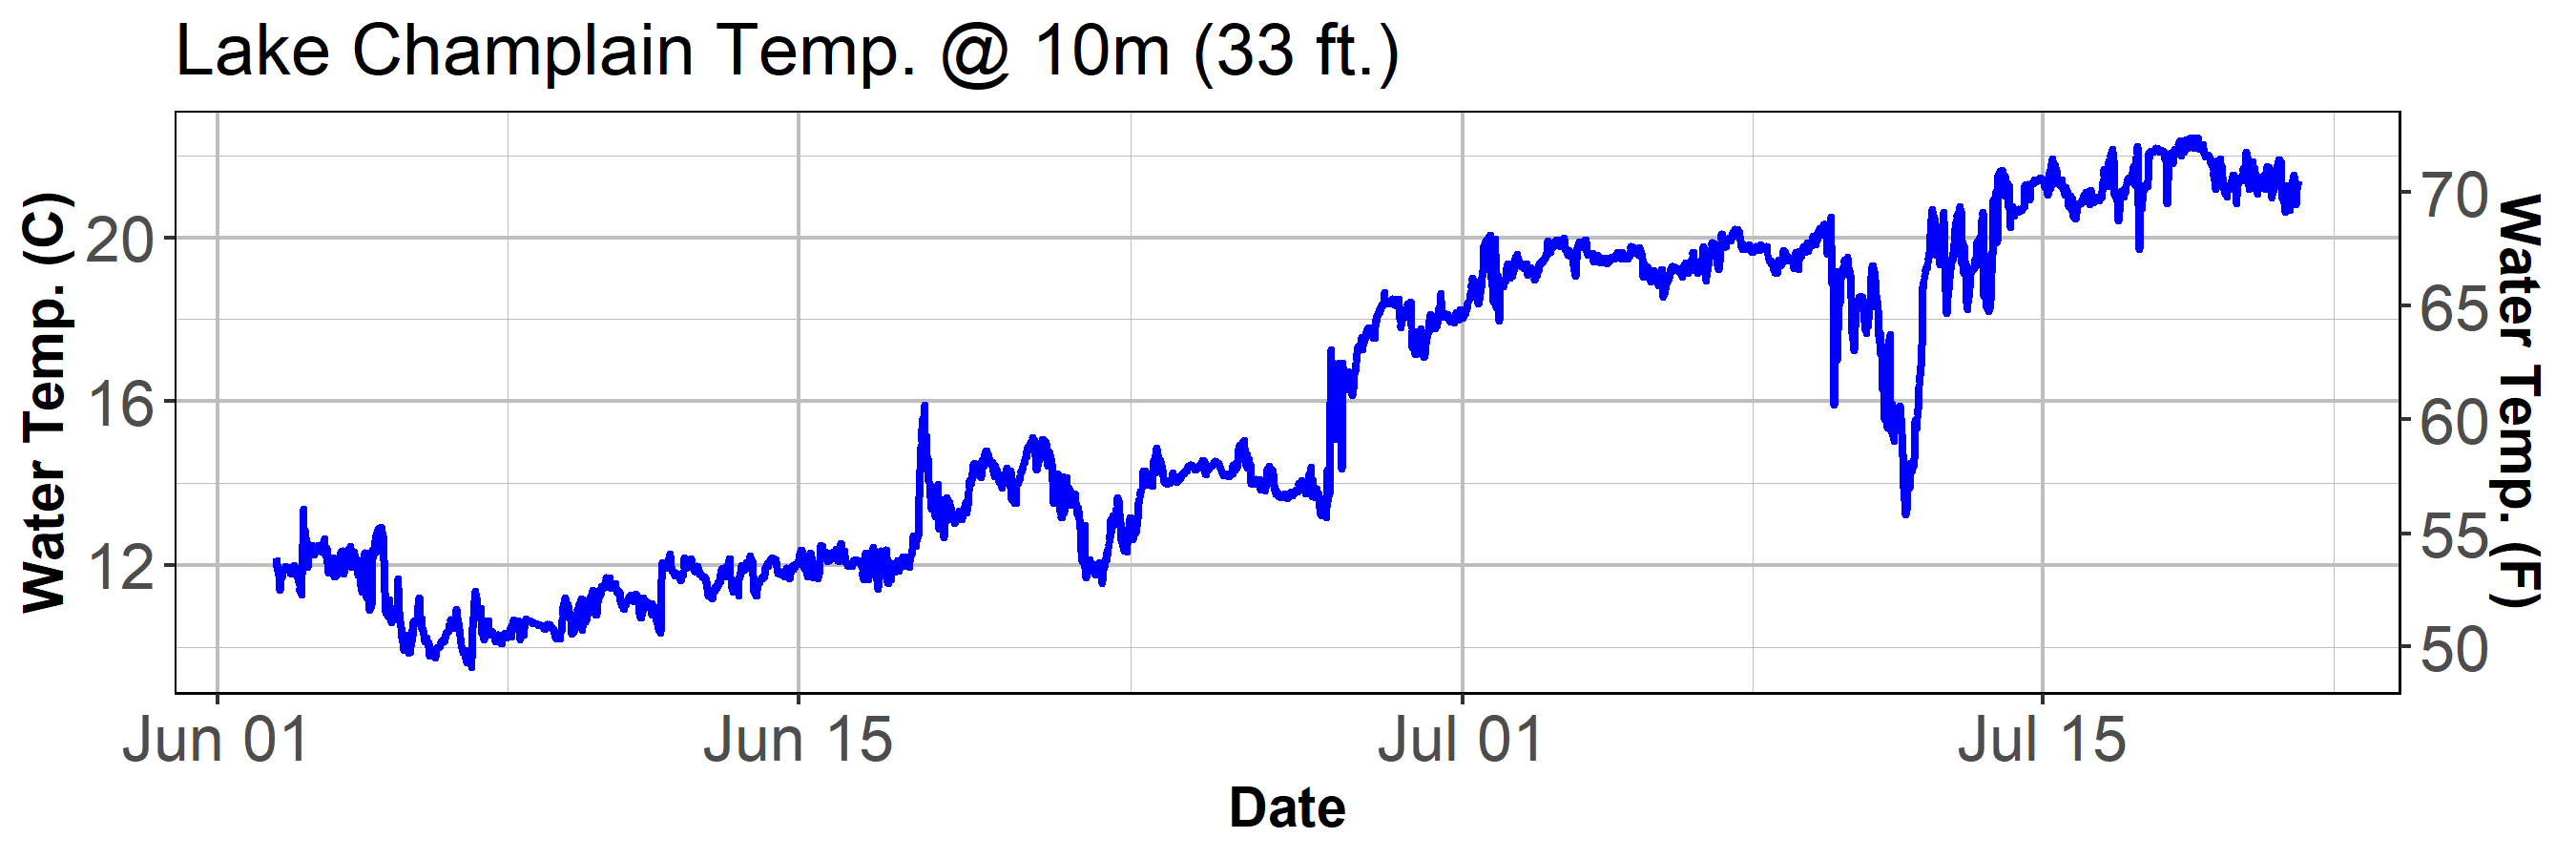 Lake Champlain Temp. @ 10m (33 ft.)
Water Temp. (C)
20
16
12
70
65
60
55
50
Water Temp. (F)
Jun 01
Jun 15
Jul 01
Jul 15
Date